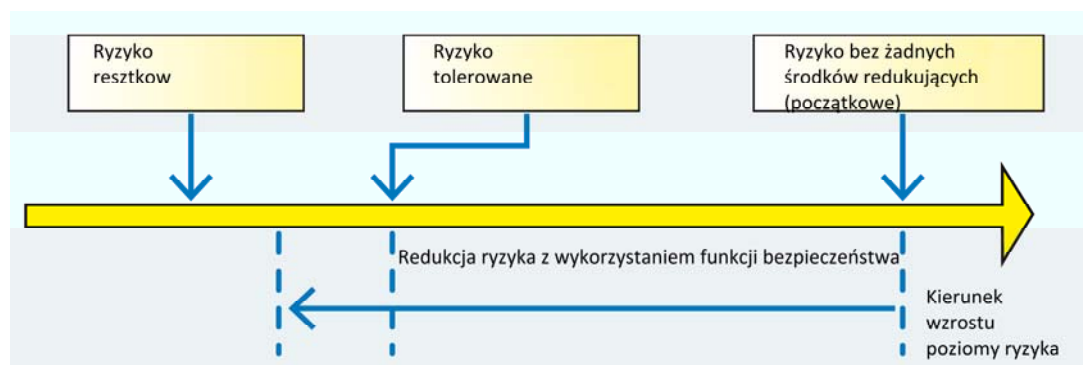 Ryzyko
resztkow
Ryzyko
tolerowane
Ryzyko bez żadnych
środków redukujących
(początkowe)
Redukcja ryzyka z wykorzystaniem funkcji bezpieczeństwa
Kierunek
wzrostu
poziomy ryzyka